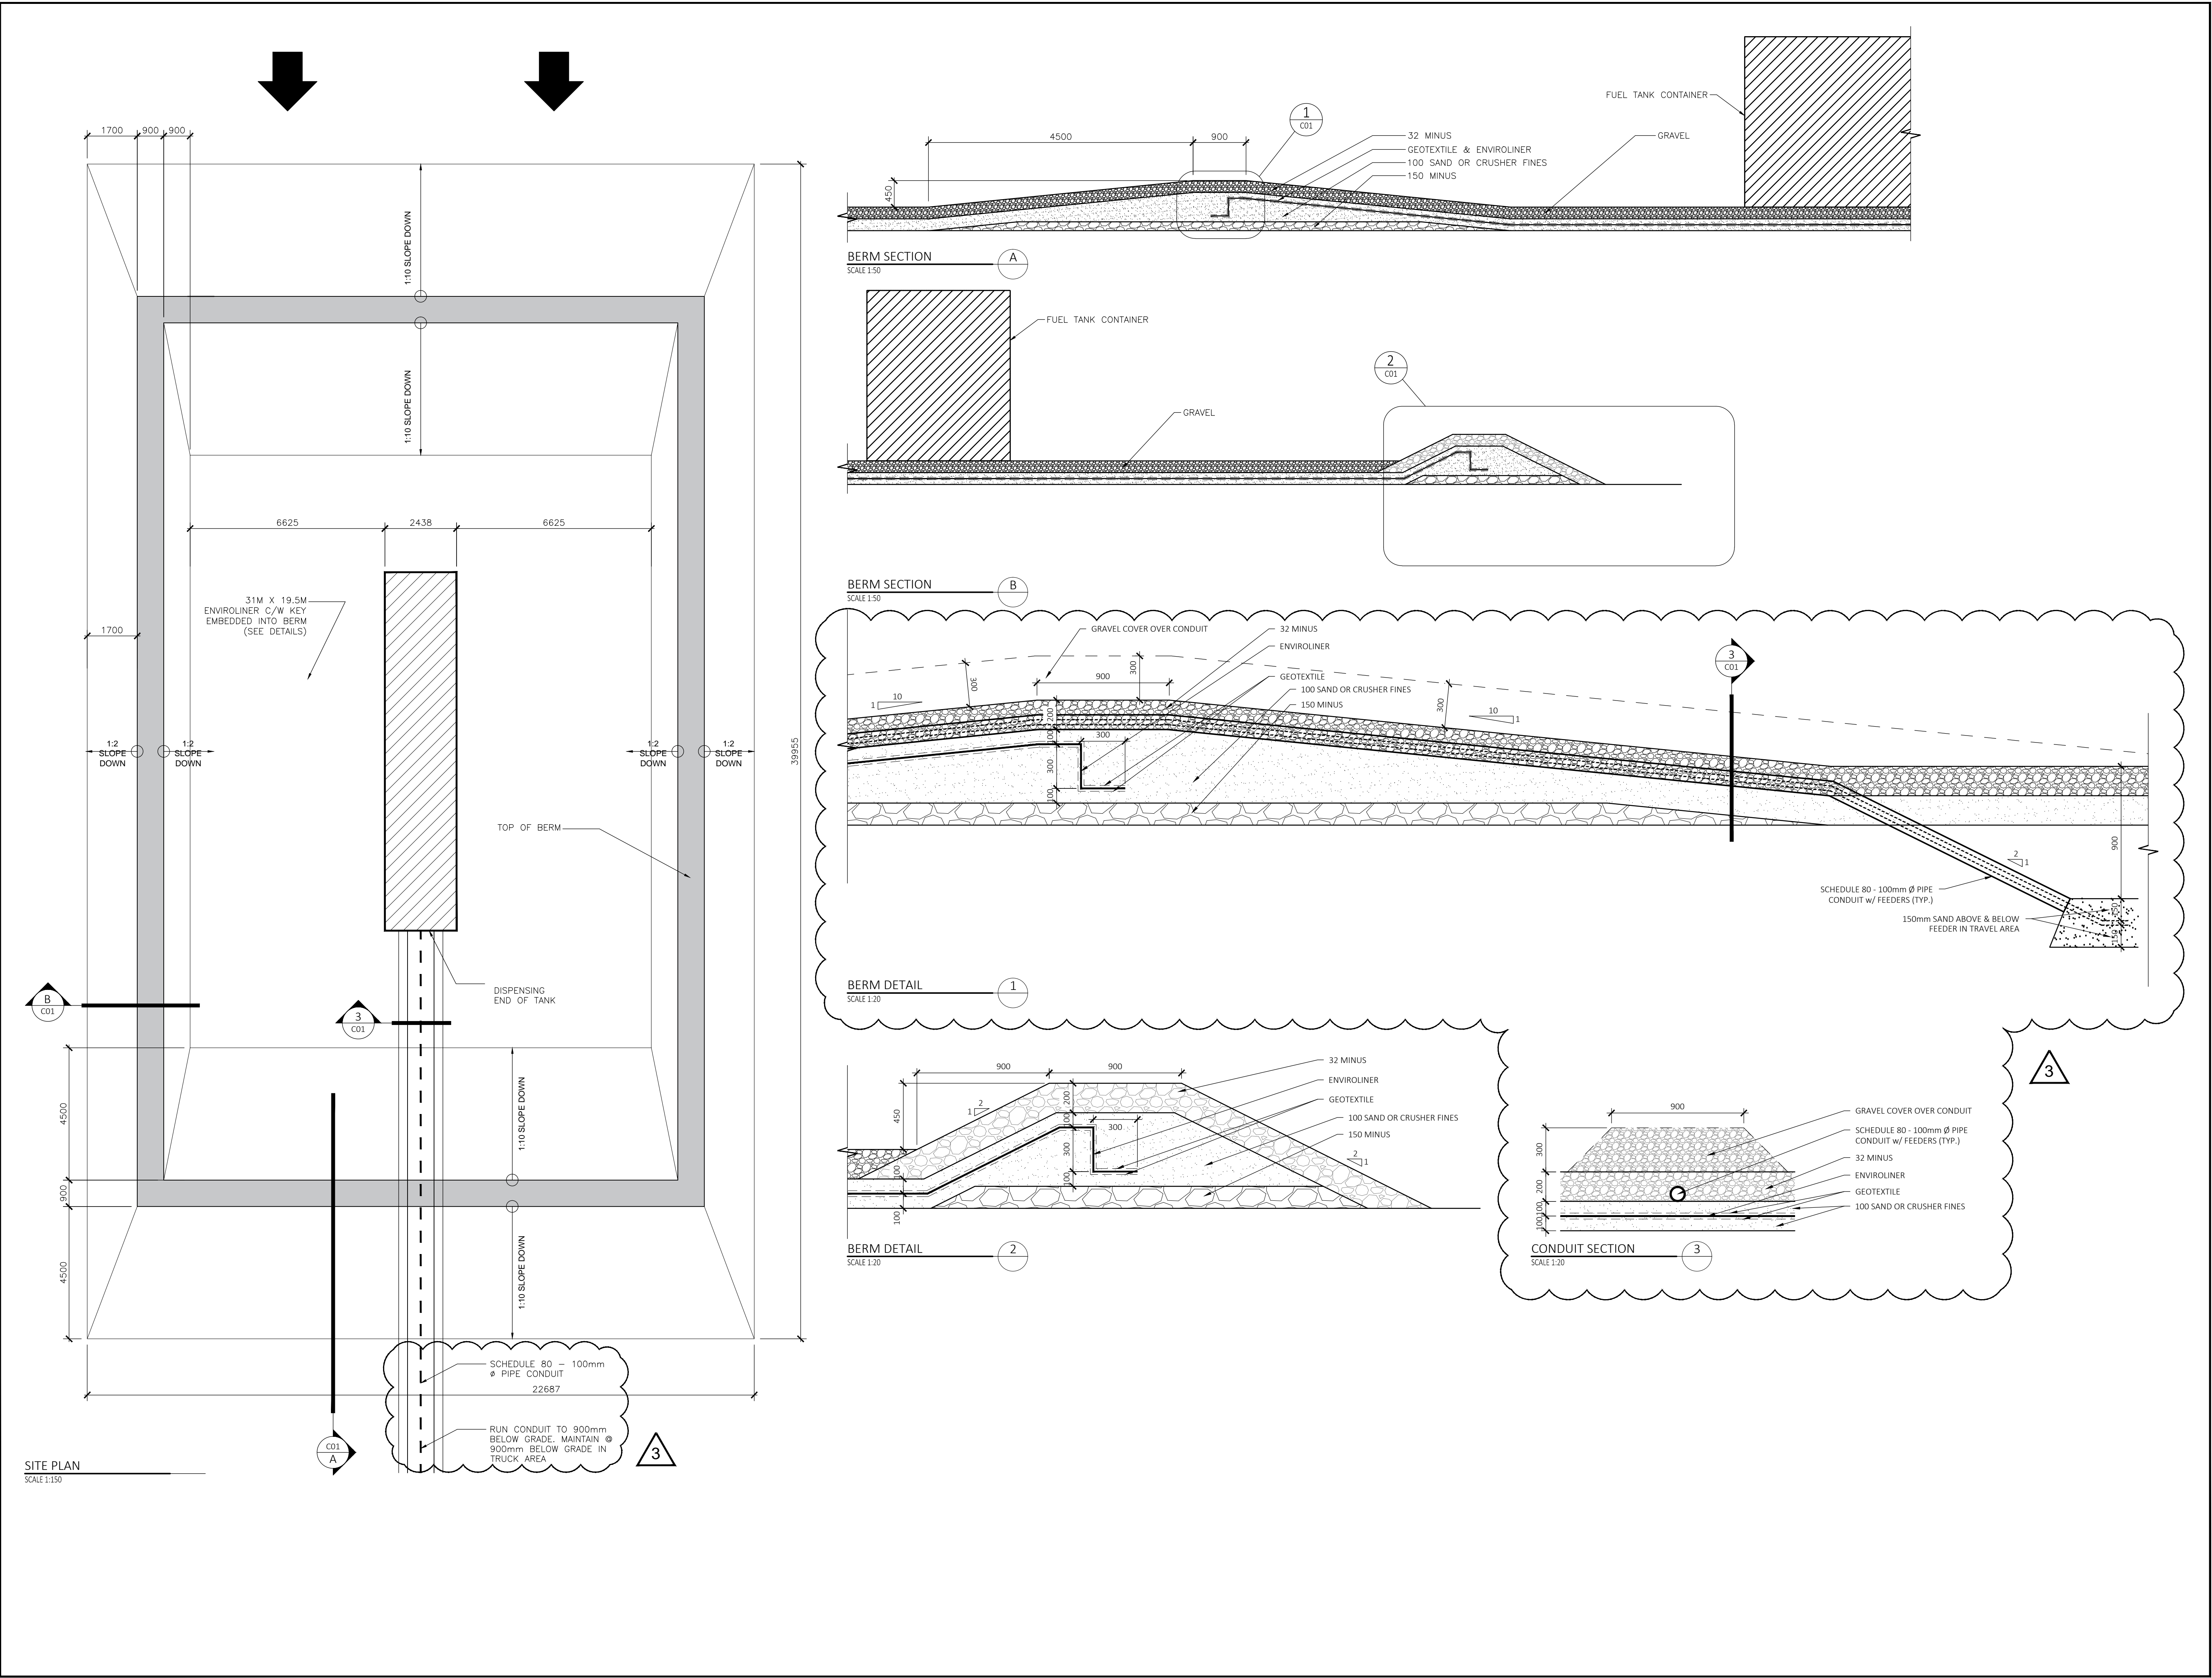 1700
900
900
1:10 SLOPE DOWN
1:10 SLOPE DOWN
6625
2438
6625
31M X 19.5M
ENVIROLINER C/W KEY
EMBEDDED INTO BERM
(SEE DETAILS)
1700
1:2
SLOPE
DOWN
1:2
SLOPE
DOWN
1:2
SLOPE
DOWN
1:2
SLOPE
DOWN
39955
TOP OF BERM
DISPENSING
END OF TANK
B
C01
3
C01
4500
900
4500
1:10 SLOPE DOWN
1:10 SLOPE DOWN
SCHEDULE 80 – 100mm
ø PIPE CONDUIT
22687
RUN CONDUIT TO 900mm
BELOW GRADE. MAINTAIN @
900mm BELOW GRADE IN
TRUCK AREA
3
C01
A
SITE PLAN
SCALE 1:150
4500
900
450
1
C01
32 MINUS
GEOTEXTILE & ENVIROLINER
100 SAND OR CRUSHER FINES
150 MINUS
FUEL TANK CONTAINER
GRAVEL
BERM SECTION
SCALE 1:50
A
FUEL TANK CONTAINER
GRAVEL
2
C01
BERM SECTION
SCALE 1:50
B
GRAVEL COVER OVER CONDUIT
32 MINUS
ENVIROLINER
GEOTEXTILE
100 SAND OR CRUSHER FINES
150 MINUS
300
900
300
10
1
200
100
300
300
100
300
10
1
3
C01
2
1
900
SCHEDULE 80 - 100mm Ø PIPE
CONDUIT w/ FEEDERS (TYP.)
150mm SAND ABOVE & BELOW
FEEDER IN TRAVEL AREA
150
150
BERM DETAIL
SCALE 1:20
1
900
900
450
2
1
200
100
300
300
100
100
100
2
1
32 MINUS
ENVIROLINER
GEOTEXTILE
100 SAND OR CRUSHER FINES
150 MINUS
BERM DETAIL
SCALE 1:20
2
900
300
200
100
100
GRAVEL COVER OVER CONDUIT
SCHEDULE 80 - 100mm Ø PIPE
CONDUIT w/ FEEDERS (TYP.)
32 MINUS
ENVIROLINER
GEOTEXTILE
100 SAND OR CRUSHER FINES
CONDUIT SECTION
SCALE 1:20
3
3